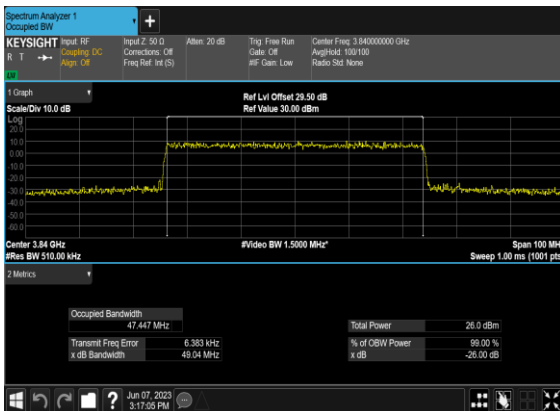 Spectrum Analyzer 1
Occupied BW
KEYSIGHT Input: RF Input Z: 50 Ω Atten: 20 dB Trig: Free Run Center Freq: 3.840000000 GHz
R T Coupling: DC Corrections: Off Gate: Off Avg|Hold: 100/100
Align: Off Freq Ref: Int (S) #IF Gain: Low Radio Std: None
LV
1 Graph
Ref Lvl Offset 29.50 dB
Scale/Div 10.0 dB Ref Value 30.00 dBm
Log
20.0
10.0
0.00
-10.0
-20.0
-30.0
-40.0
-50.0
-60.0
Center 3.84 GHz #Video BW 1.5000 MHz* Span 100 MH
#Res BW 510.00 kHz Sweep 1.00 ms (1001 pts
2 Metrics
Occupied Bandwidth
47.447 MHz Total Power 26.0 dBm
Transmit Freq Error 6.383 kHz % of OBW Power 99.00 %
x dB Bandwidth 49.04 MHz x dB -26.00 dB
Jun 07, 2023
3:17:05 PM